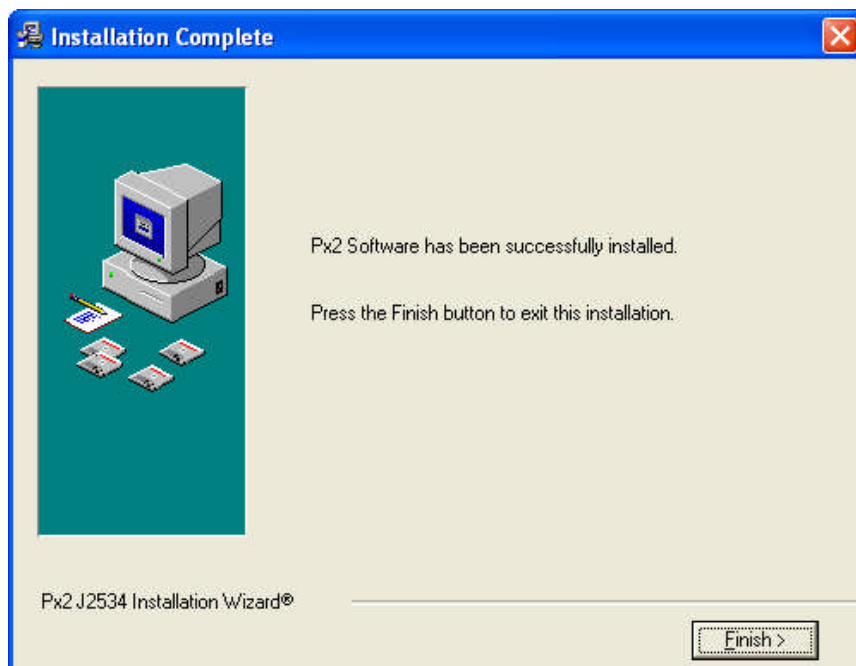 Installation Complete
Px2 Software has been successfully installed.
Press the Finish button to exit this installation.
Px2 J2534 Installation Wizard®
Finish >